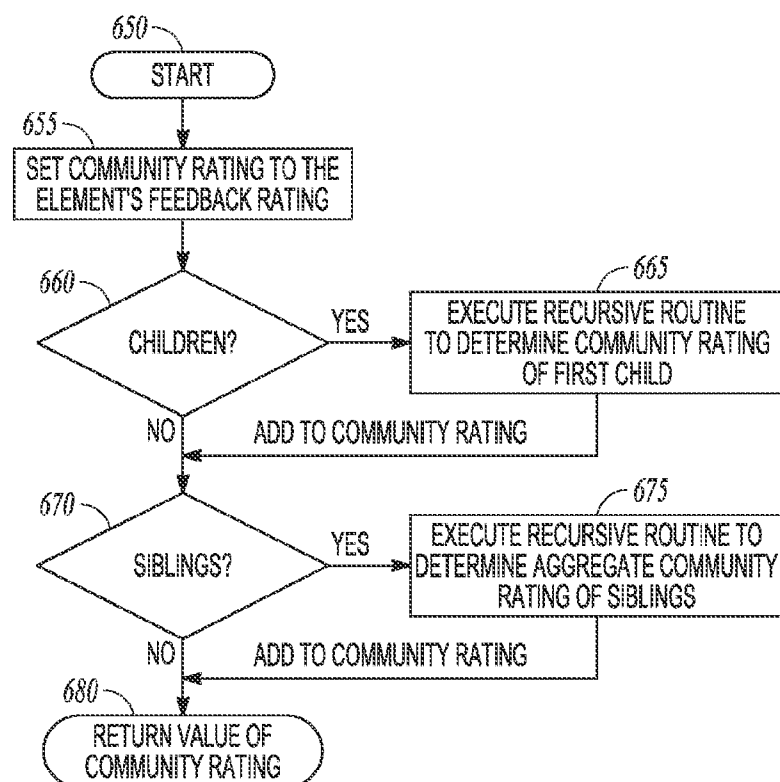 650
START
655
SET COMMUNITY RATING TO THE
ELEMENT'S FEEDBACK RATING
660
CHILDREN?
YES
665
EXECUTE RECURSIVE ROUTINE
TO DETERMINE COMMUNITY RATING
OF FIRST CHILD
NO
ADD TO COMMUNITY RATING
670
SIBLINGS?
YES
675
EXECUTE RECURSIVE ROUTINE TO
DETERMINE AGGREGATE COMMUNITY
RATING OF SIBLINGS
NO
ADD TO COMMUNITY RATING
680
RETURN VALUE OF
COMMUNITY RATING